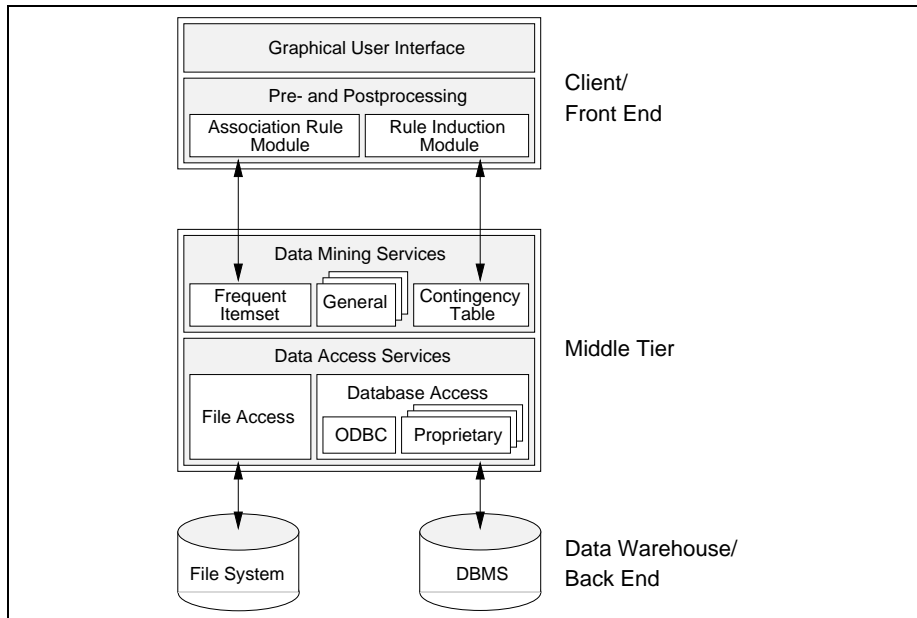 Graphical User Interface
Pre- and Postprocessing
Association Rule
Module
Rule Induction
Module
Client/
Front End
Data Mining Services
Frequent
Itemset
General
Contingency
Table
Data Access Services
File Access
Database Access
ODBC
Proprietary
Middle Tier
File System
DBMS
Data Warehouse/
Back End